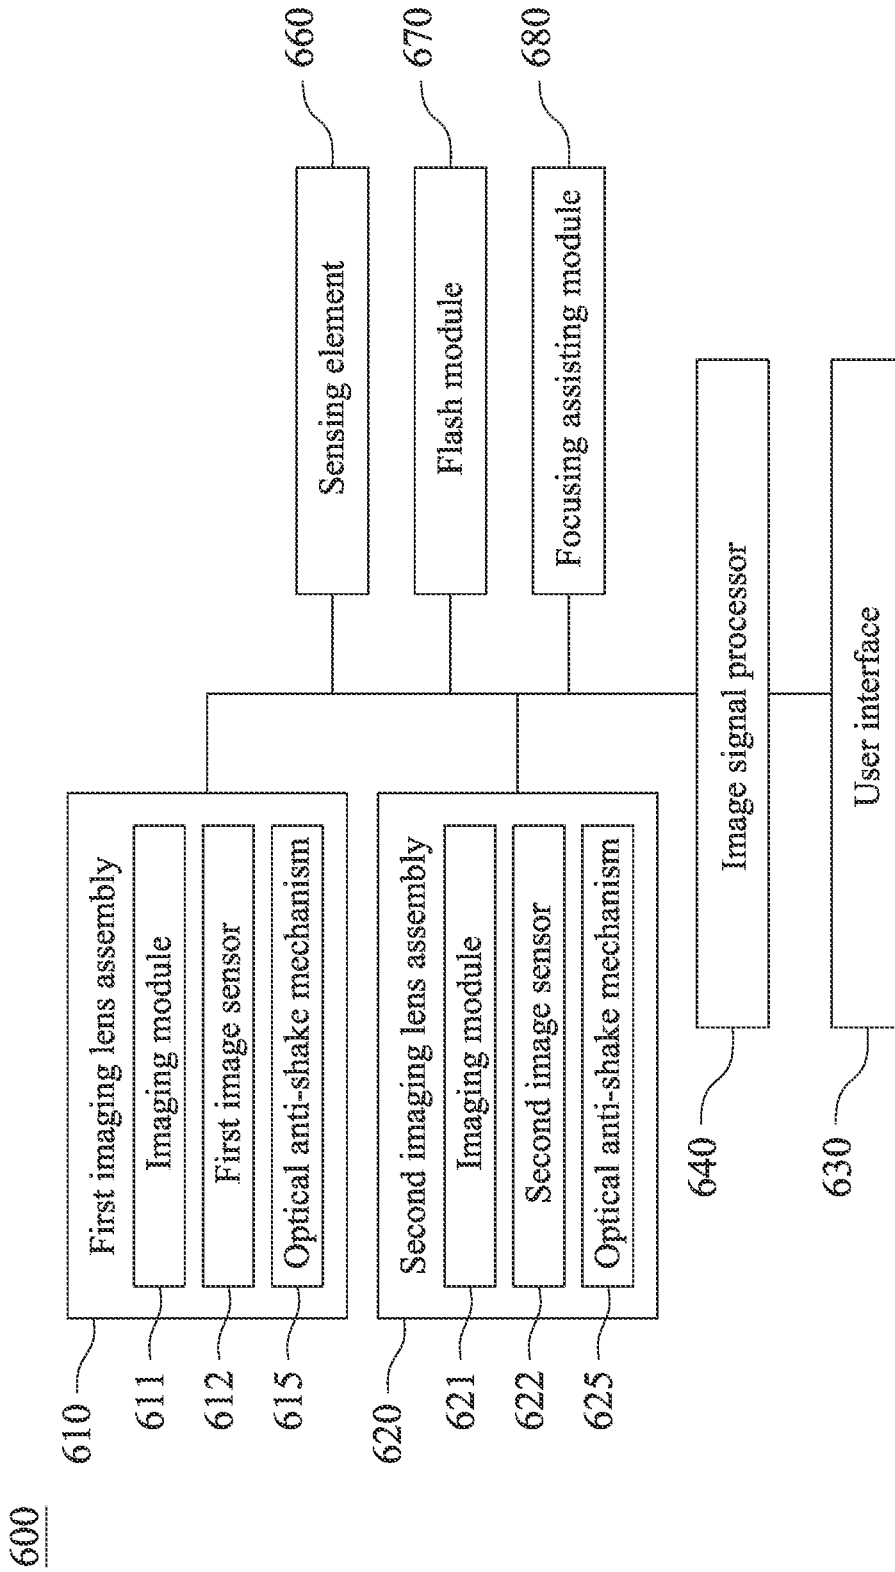 600
610
First imaging lens assembly
611
Imaging module
612
First image sensor
615
Optical anti-shake mechanism
620
Second imaging lens assembly
621
Imaging module
622
Second image sensor
625
Optical anti-shake mechanism
Sensing element
660
Flash module
670
Focusing assisting module
680
640
Image signal processor
630
User interface